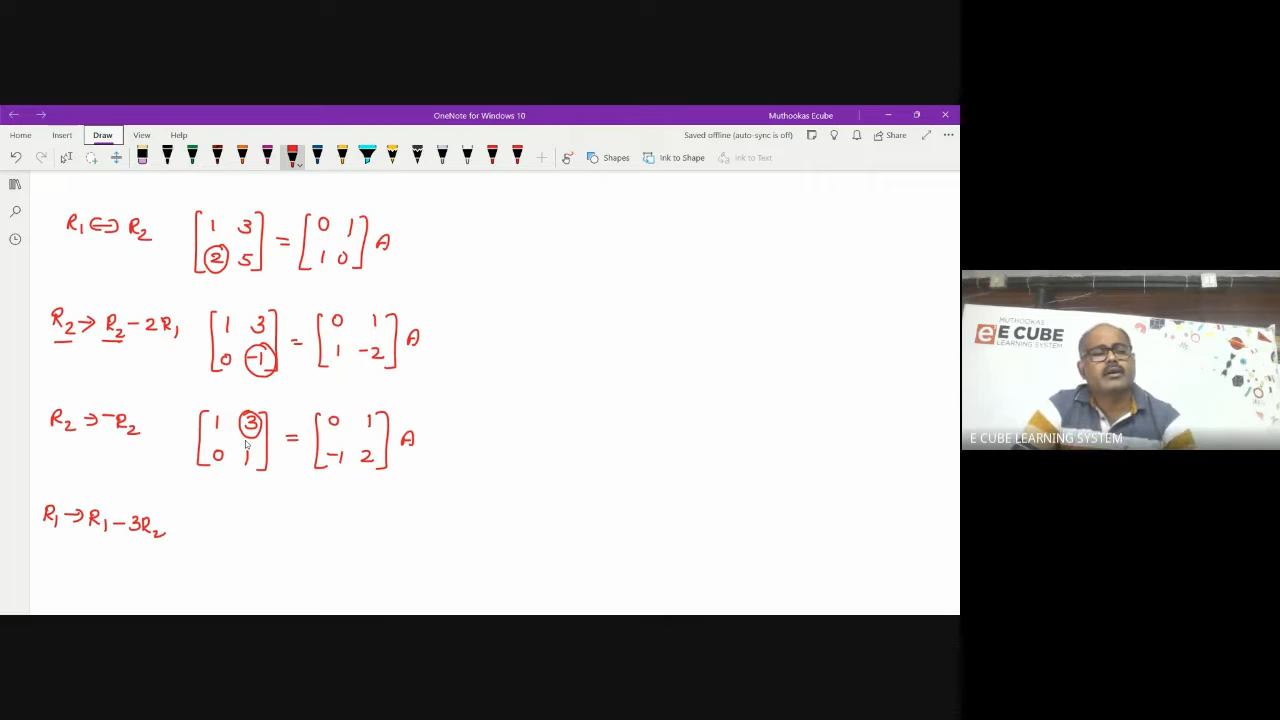 OneNote for Windows 10
Muthookas Ecube
Home Insert Draw View Help
Saved offline (auto-sync is off)
Share
Shapes
Ink to Shape
Ink to Text
R₁ ↔ R₂ [1 3; 2 5] = [0 1; 1 0] A
R₂ → R₂ - 2R₁ [1 3; 0 -1] = [0 1; 1 -2] A
R₂ → -R₂ [1 3; 0 1] = [0 1; -1 2] A
R₁ → R₁ - 3R₂
MUTHOOKAS
e E CUBE
LEARNING SYSTEM
E CUBE LEARNING SYSTEM